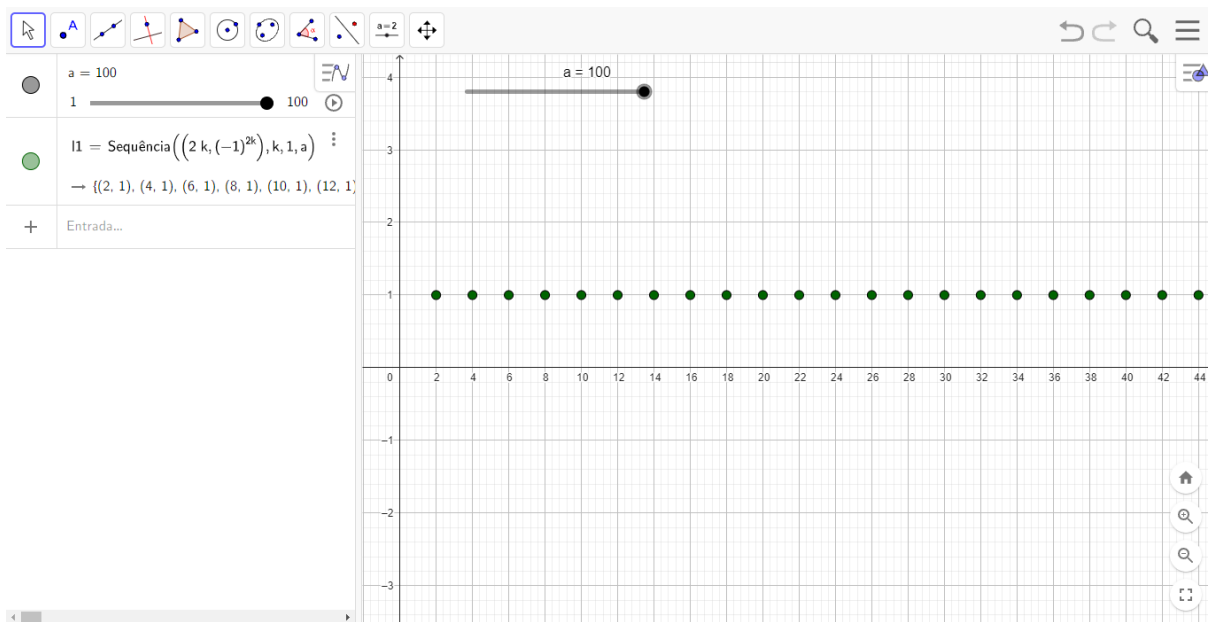 A
α
a=2
a = 100
1 100
l1 = Sequência((2 k, (−1)^2k), k, 1, a)
→ {(2, 1), (4, 1), (6, 1), (8, 1), (10, 1), (12, 1)
Entrada...
a = 100
4
3
2
1
0 2 4 6 8 10 12 14 16 18 20 22 24 26 28 30 32 34 36 38 40 42 44
−1
−2
−3